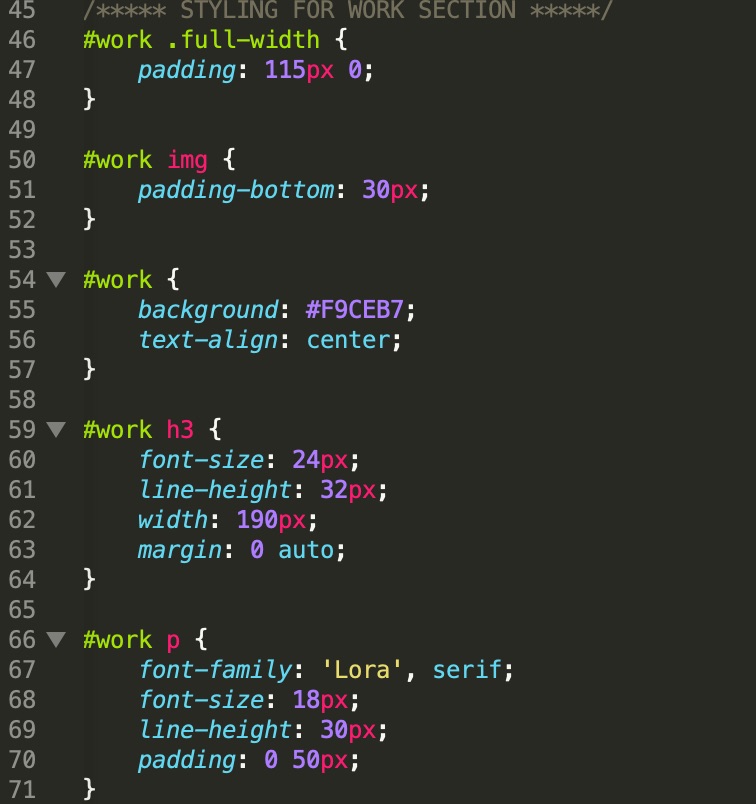 45 /***** STYLING FOR WORK SECTION *****/
46 #work .full-width {
47     padding: 115px 0;
48 }
49
50 #work img {
51     padding-bottom: 30px;
52 }
53
54 #work {
55     background: #F9CEB7;
56     text-align: center;
57 }
58
59 #work h3 {
60     font-size: 24px;
61     line-height: 32px;
62     width: 190px;
63     margin: 0 auto;
64 }
65
66 #work p {
67     font-family: 'Lora', serif;
68     font-size: 18px;
69     line-height: 30px;
70     padding: 0 50px;
71 }